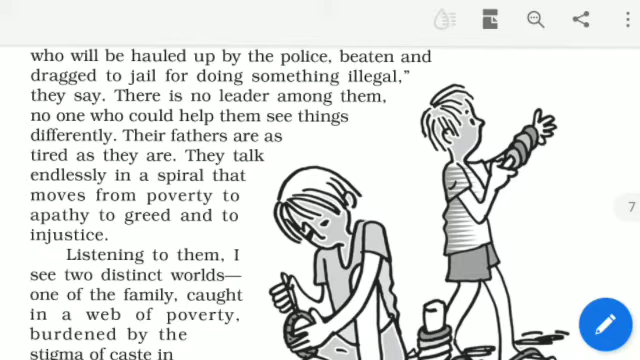 who will be hauled up by the police, beaten and
dragged to jail for doing something illegal,”
they say. There is no leader among them,
no one who could help them see things
differently. Their fathers are as
tired as they are. They talk
endlessly in a spiral that
moves from poverty to
apathy to greed and to
injustice.
Listening to them, I
see two distinct worlds—
one of the family, caught
in a web of poverty,
burdened by the
stigma of caste in
7